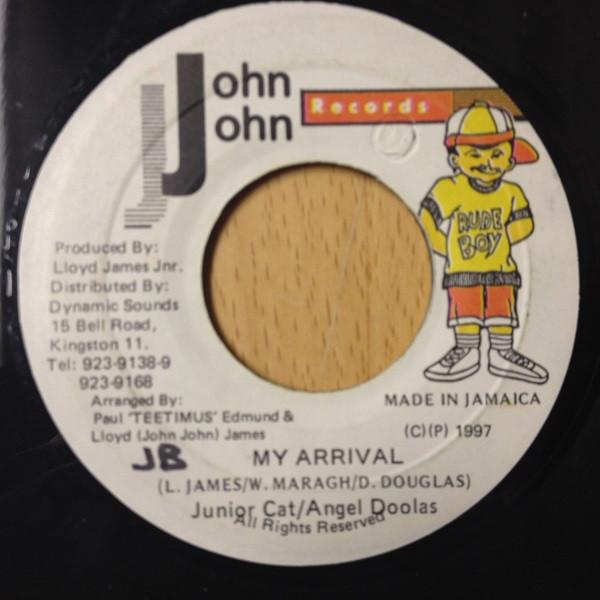 John
John
Records
RUDE
BOY
Produced By:
Lloyd James Jnr.
Distributed By:
Dynamic Sounds
15 Bell Road,
Kingston 11.
Tel: 923-9138-9
923-9168
Arranged By:
Paul 'TEETIMUS' Edmund &
Lloyd (John John) James
MADE IN JAMAICA
(C)(P) 1997
JB
MY ARRIVAL
(L. JAMES/W. MARAGH/D. DOUGLAS)
Junior Cat/Angel Doolas
All Rights Reserved